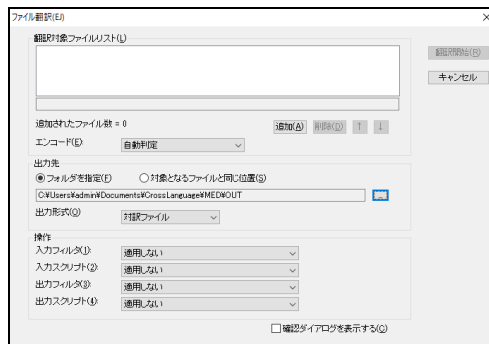 ファイル翻訳(EJ)
翻訳対象ファイルリスト(L)
翻訳開始(R)
キャンセル
追加されたファイル数 = 0
追加(A) 削除(D) ↑ ↓
エンコード(E) 自動判定
出力先
フォルダを指定(F) 対象となるファイルと同じ位置(S)
C:¥Users¥admin¥Documents¥CrossLanguage¥MED¥OUT ...
出力形式(O) 対訳ファイル
操作
入力フィルタ(1): 適用しない
入力スクリプト(2): 適用しない
出力フィルタ(3): 適用しない
出力スクリプト(4): 適用しない
確認ダイアログを表示する(C)